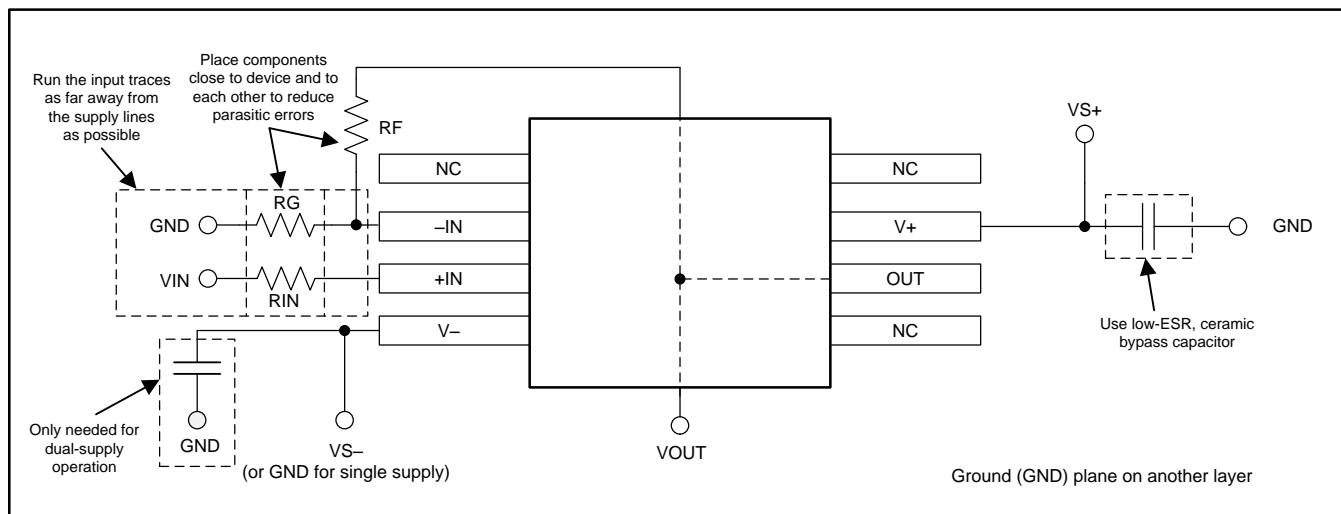 Run the input traces
as far away from
the supply lines
as possible
Place components
close to device and to
each other to reduce
parasitic errors
RF
VS+
NC
NC
RG
GND
–IN
V+
GND
VIN
+IN
OUT
RIN
V–
NC
Use low-ESR, ceramic
bypass capacitor
Only needed for
dual-supply
operation
GND
VS–
(or GND for single supply)
VOUT
Ground (GND) plane on another layer